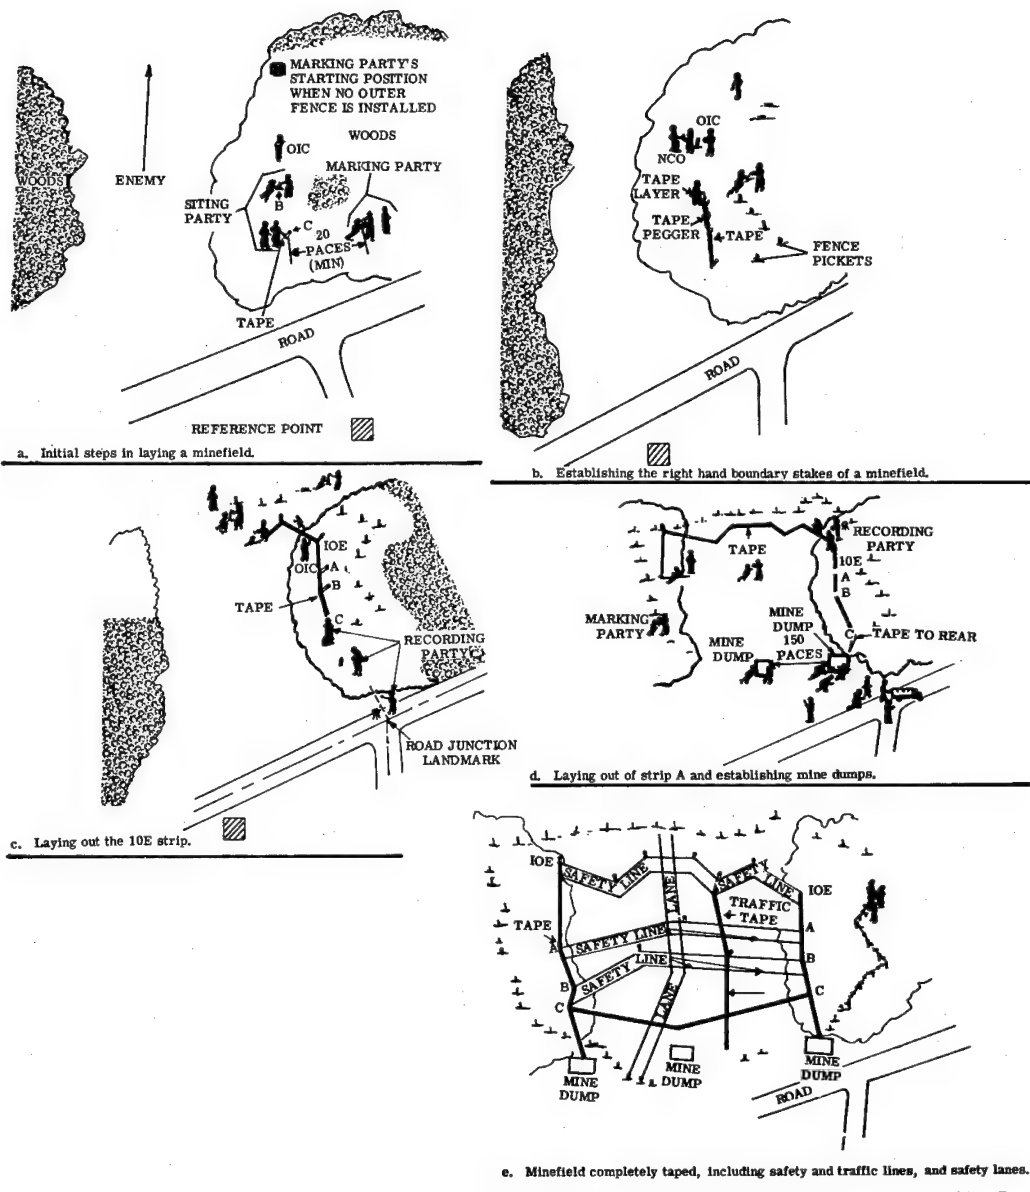 MARKING PARTY'S
STARTING POSITION
WHEN NO OUTER
FENCE IS INSTALLED
WOODS
OIC
MARKING PARTY
WOODS
ENEMY
SITING
PARTY
B
C
20
PACES
(MIN)
TAPE
ROAD
REFERENCE POINT
a. Initial steps in laying a minefield.
OIC
NCO
TAPE
LAYER
TAPE
PEGGER
TAPE
FENCE
PICKETS
ROAD
b. Establishing the right hand boundary stakes of a minefield.
IOE
OIC
A
B
TAPE
C
RECORDING
PARTY
ROAD JUNCTION
LANDMARK
c. Laying out the 10E strip.
TAPE
RECORDING
PARTY
10E
A
B
MARKING
PARTY
MINE
DUMP
MINE
DUMP
150
PACES
C
TAPE TO REAR
d. Laying out of strip A and establishing mine dumps.
IOE
SAFETY LINE
LANE
SAFETY LINE
IOE
TRAFFIC
TAPE
TAPE
A
SAFETY LINE
A
B
SAFETY LINE
B
C
LANE
C
MINE
DUMP
MINE
DUMP
MINE
DUMP
ROAD
e. Minefield completely taped, including safety and traffic lines, and safety lanes.